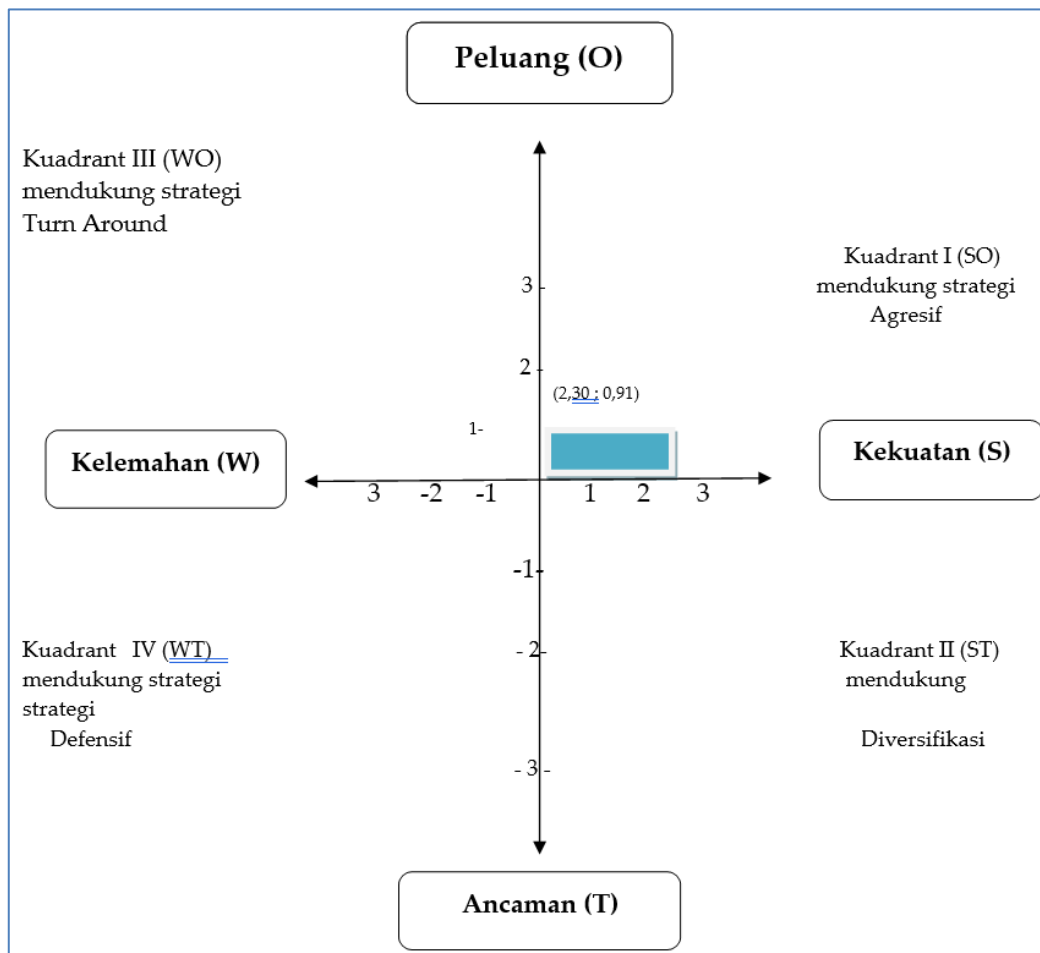 Peluang (O)
Kuadrant III (WO)
mendukung strategi
Turn Around
Kuadrant I (SO)
mendukung strategi
Agresif
3 -
2
(2,30 ; 0,91)
1-
Kelemahan (W)
Kekuatan (S)
3 -2 -1 1 2 3
-1-
- 2-
- 3 -
Kuadrant IV (WT)
mendukung strategi
strategi
Defensif
Kuadrant II (ST)
mendukung
Diversifikasi
Ancaman (T)